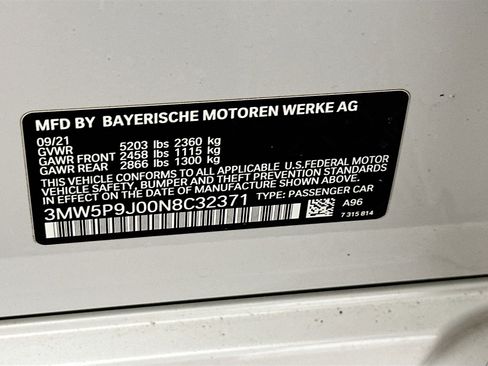 MFD BY BAYERISCHE MOTOREN WERKE AG
09/21
GVWR 5203 lbs 2360 kg
GAWR FRONT 2458 lbs 1115 kg
GAWR REAR 2866 lbs 1300 kg
THIS VEHICLE CONFORMS TO ALL APPLICABLE U.S.FEDERAL MOTOR
VEHICLE SAFETY, BUMPER AND THEFT PREVENTION STANDARDS
IN EFFECT ON THE DATE OF MANUFACTURE SHOWN ABOVE.
3MW5P9J00N8C32371 TYPE: PASSENGER CAR
A96
7 315 814